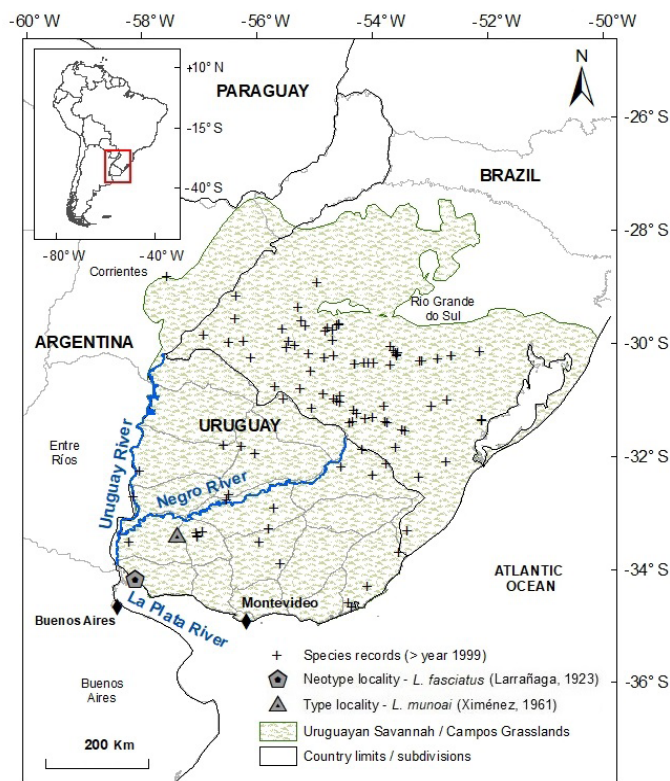 -60° W -58° W -56° W -54° W -52° W -50° W
+10° N
-15° S
-40° S
-80° W -40° W
N
PARAGUAY
-26° S
BRAZIL
-28° S
Corrientes
Rio Grande
do Sul
ARGENTINA
-30° S
URUGUAY
Entre
Ríos
Uruguay River
Negro River
-32° S
-34° S
ATLANTIC
OCEAN
La Plata River
Montevideo
Buenos Aires
Buenos
Aires
Species records (> year 1999)
Neotype locality - L. fasciatus (Larrañaga, 1923)
-36° S
Type locality - L. munoai (Ximénez, 1961)
Uruguayan Savannah / Campos Grasslands
Country limits / subdivisions
200 Km